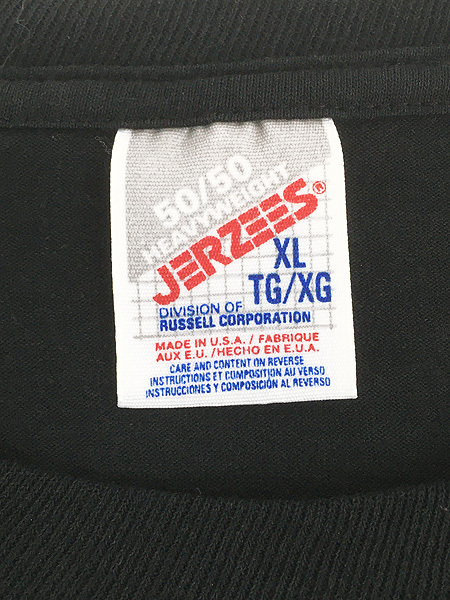 50/50
HEAVYWEIGHT
JERZEES®
XL
TG/XG
DIVISION OF
RUSSELL CORPORATION
MADE IN U.S.A. / FABRIQUE
AUX E.U. /HECHO EN E.U.A.
CARE AND CONTENT ON REVERSE
INSTRUCTIONS ET COMPOSITION AU VERSO
INSTRUCCIONES Y COMPOSICIÓN AL REVERSO